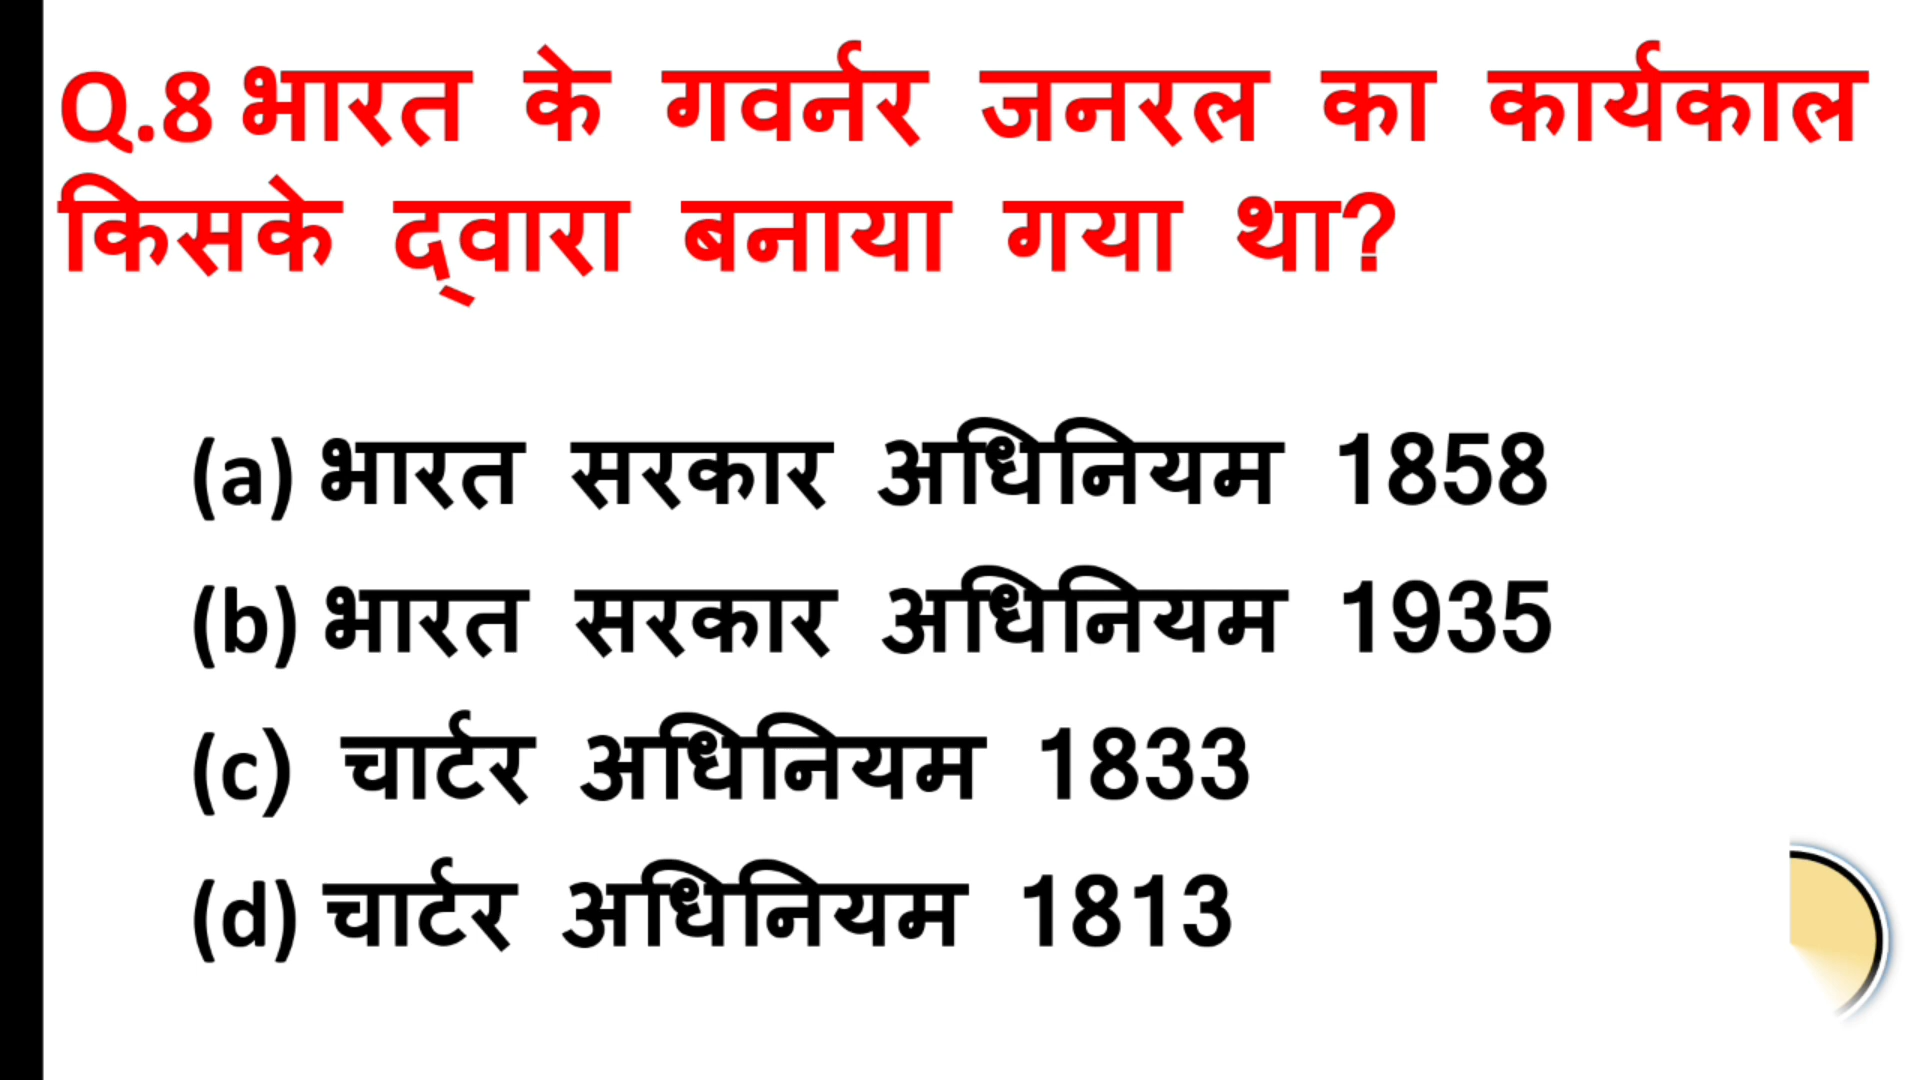 Q.8 भारत के गवर्नर जनरल का कार्यकाल
किसके द्वारा बनाया गया था?
(a) भारत सरकार अधिनियम 1858
(b) भारत सरकार अधिनियम 1935
(c) चार्टर अधिनियम 1833
(d) चार्टर अधिनियम 1813